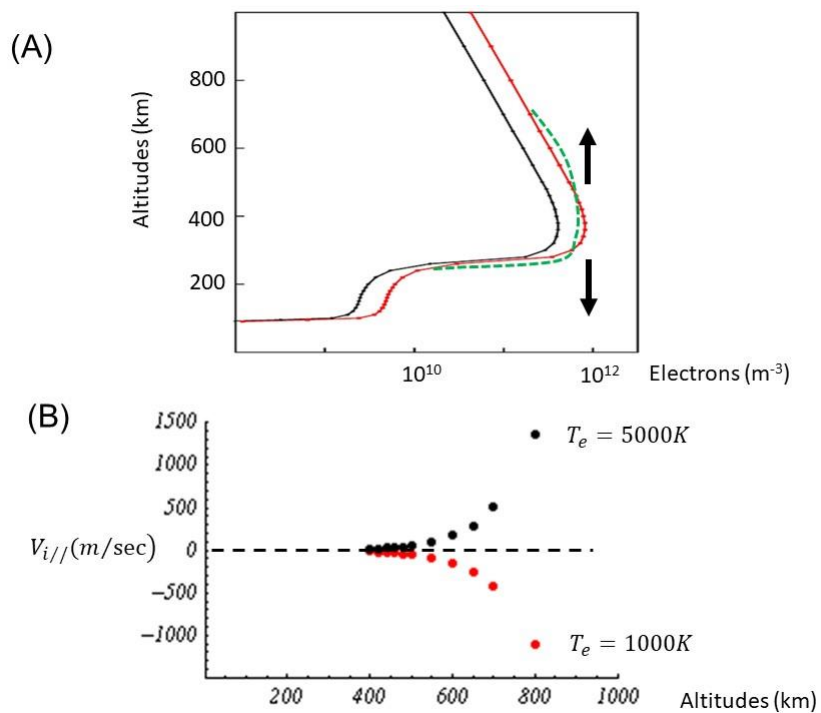 (A)
Altitudes (km)
800
600
400
200
10^10
10^12
Electrons (m^-3)
(B)
V_i// (m/sec)
1500
1000
500
0
−500
−1000
T_e = 5000K
T_e = 1000K
200
400
600
800
1000
Altitudes (km)